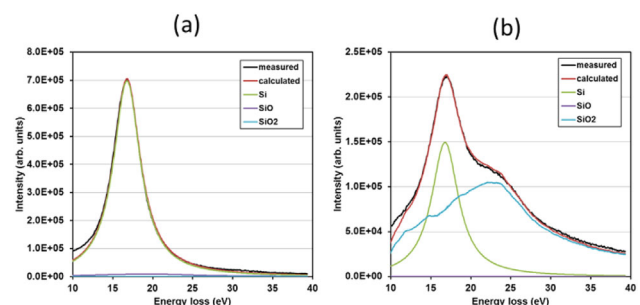 (a)
8.0E+05
7.0E+05
6.0E+05
5.0E+05
4.0E+05
3.0E+05
2.0E+05
1.0E+05
0.0E+00
Intensity (arb. units)
measured
calculated
Si
SiO
SiO2
10 15 20 25 30 35 40
Energy loss (eV)
(b)
2.5E+05
2.0E+05
1.5E+05
1.0E+05
5.0E+04
0.0E+00
Intensity (arb. units)
measured
calculated
Si
SiO
SiO2
10 15 20 25 30 35 40
Energy loss (eV)